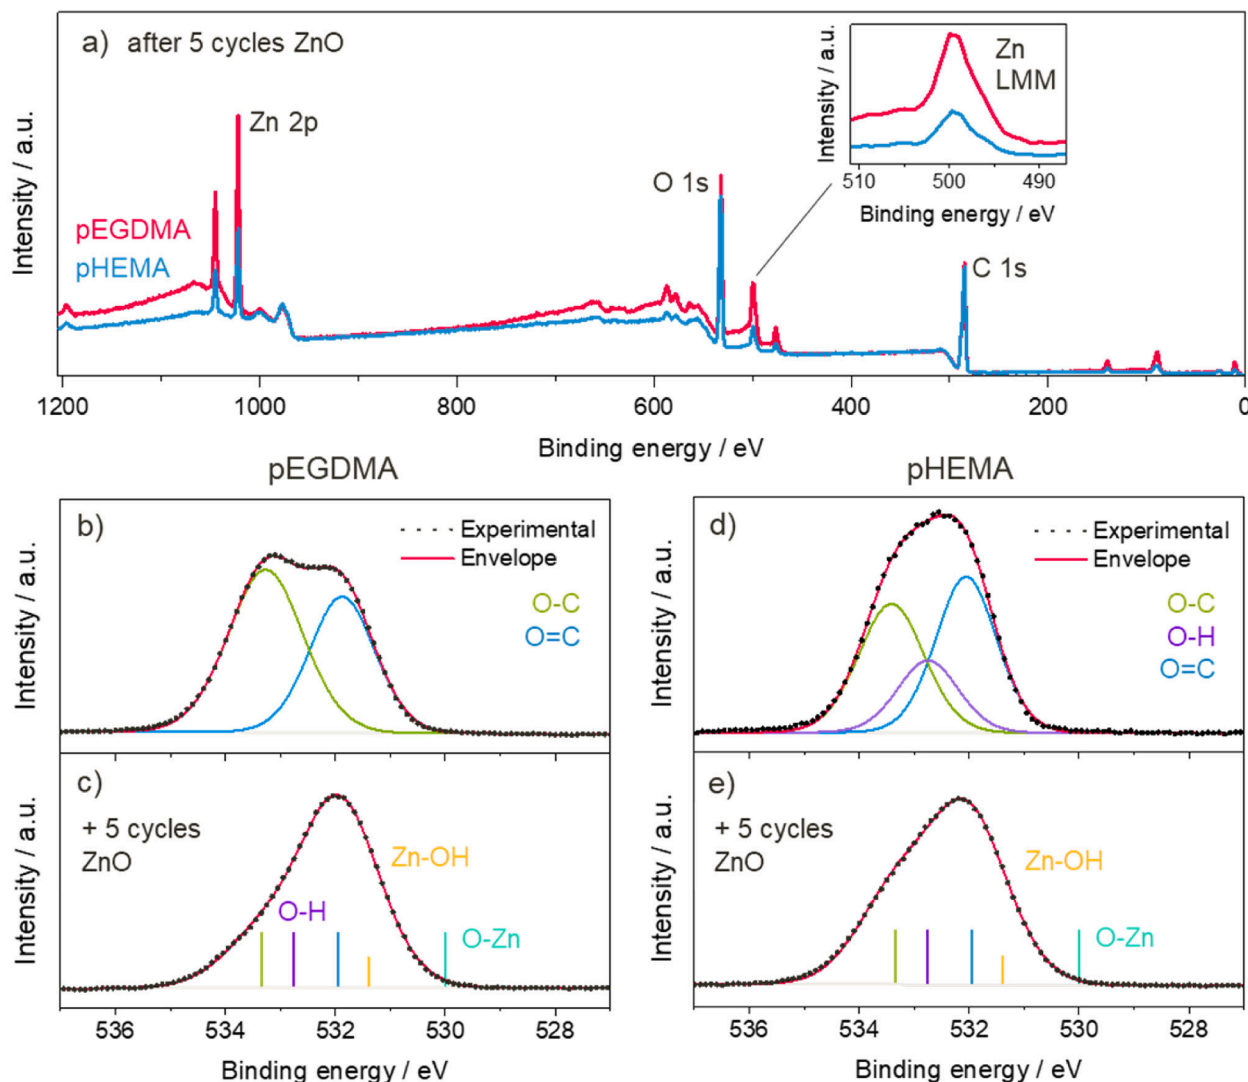 a) after 5 cycles ZnO
Zn 2p
pEGDMA
pHEMA
O 1s
C 1s
Intensity / a.u.
1200 1000 800 600 400 200 0
Binding energy / eV
Zn
LMM
Intensity / a.u.
510 500 490
Binding energy / eV
pEGDMA
b)
Experimental
Envelope
O-C
O=C
Intensity / a.u.
c)
+ 5 cycles
ZnO
Zn-OH
O-H
O-Zn
Intensity / a.u.
536 534 532 530 528
Binding energy / eV
pHEMA
d)
Experimental
Envelope
O-C
O-H
O=C
Intensity / a.u.
e)
+ 5 cycles
ZnO
Zn-OH
O-Zn
Intensity / a.u.
536 534 532 530 528
Binding energy / eV